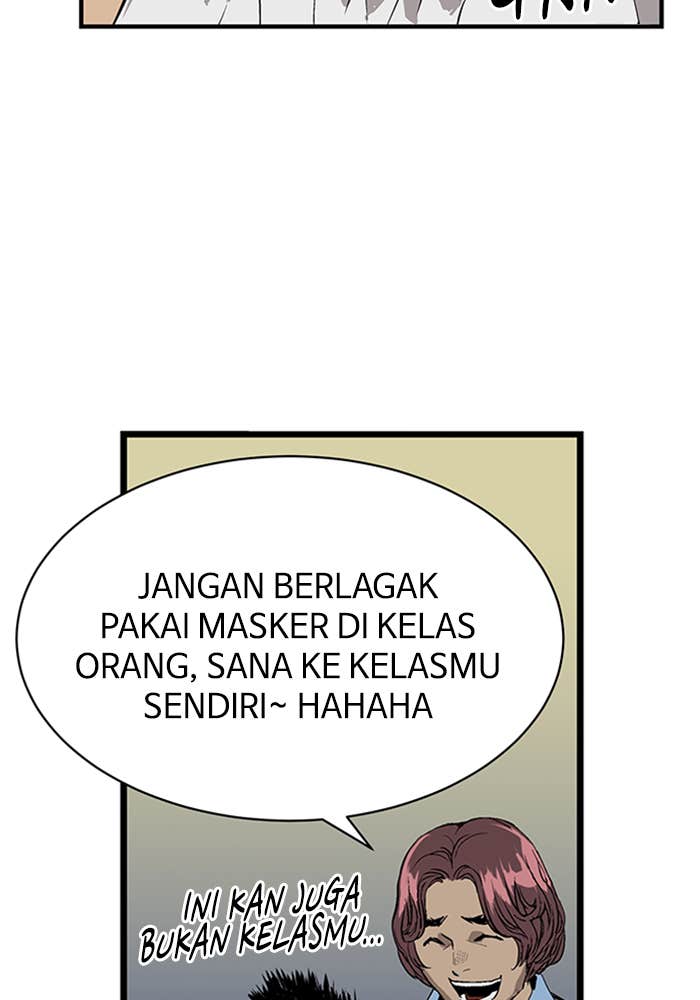 JANGAN BERLAGAK
PAKAI MASKER DI KELAS
ORANG, SANA KE KELASMU
SENDIRI~ HAHAHA
INI KAN JUGA
BUKAN KELASMU...